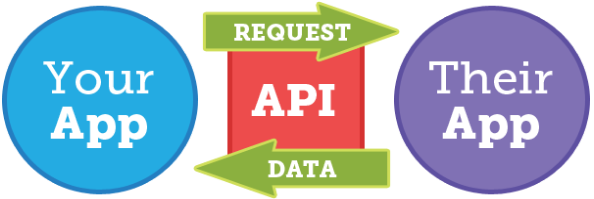 Your
App
REQUEST
API
DATA
Their
App